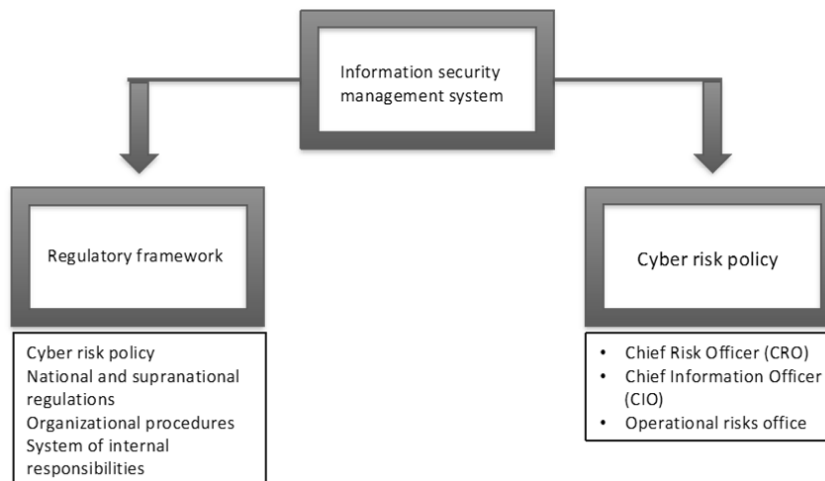 Information security
management system
Regulatory framework
Cyber risk policy
Cyber risk policy
National and supranational
regulations
Organizational procedures
System of internal
responsibilities
• Chief Risk Officer (CRO)
• Chief Information Officer
(CIO)
• Operational risks office